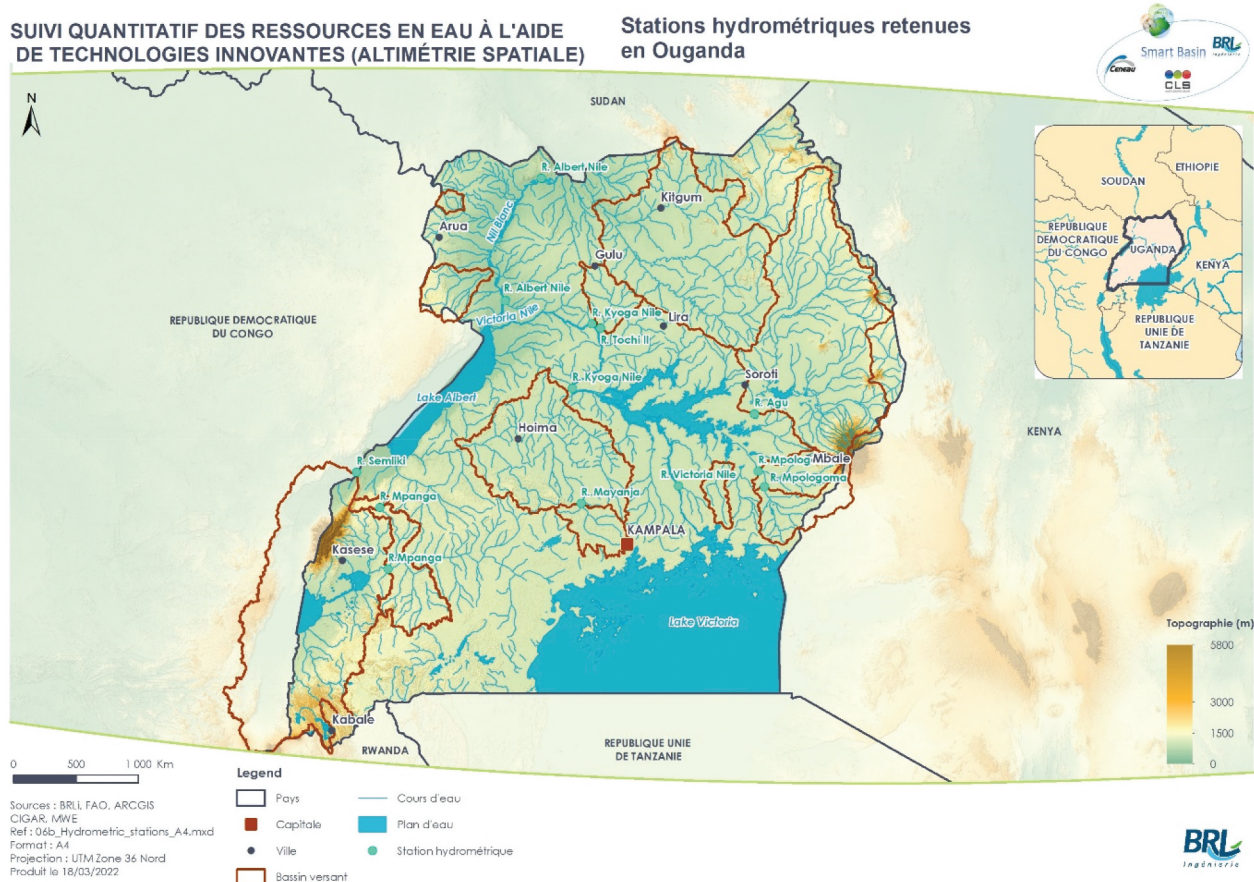 SUIVI QUANTITATIF DES RESSOURCES EN EAU À L'AIDE
DE TECHNOLOGIES INNOVANTES (ALTIMÉTRIE SPATIALE)
Stations hydrométriques retenues
en Ouganda
Smart Basin
BRL
Ingénierie
Ceneau
CLS
N
SUDAN
R. Albert Nile
Kitgum
Nil Blanc
Arua
Gulu
R. Albert Nile
Victoria Nile
R. Kyoga Nile
Lira
R. Tochi II
REPUBLIQUE DEMOCRATIQUE
DU CONGO
R. Kyoga Nile
Soroti
Lake Albert
R. Agu
Hoima
KENYA
R. Semliki
R. Mpolog
Mbale
R. Victoria Nile
R. Mpologoma
R. Mpanga
R. Mayanja
KAMPALA
Kasese
R.Mpanga
Lake Victoria
Kabale
RWANDA
REPUBLIQUE UNIE
DE TANZANIE
ETHIOPIE
SOUDAN
REPUBLIQUE
DEMOCRATIQUE
DU CONGO
UGANDA
KENYA
REPUBLIQUE
UNIE DE
TANZANIE
Topographie (m)
5800
3000
1500
0
0 500 1 000 Km
Sources : BRLi, FAO, ARCGIS
CIGAR, MWE
Ref : 06b_Hydrometric_stations_A4.mxd
Format : A4
Projection : UTM Zone 36 Nord
Produit le 18/03/2022
Legend
Pays
Capitale
Ville
Bassin versant
Cours d'eau
Plan d'eau
Station hydrométrique
BRL
Ingénierie